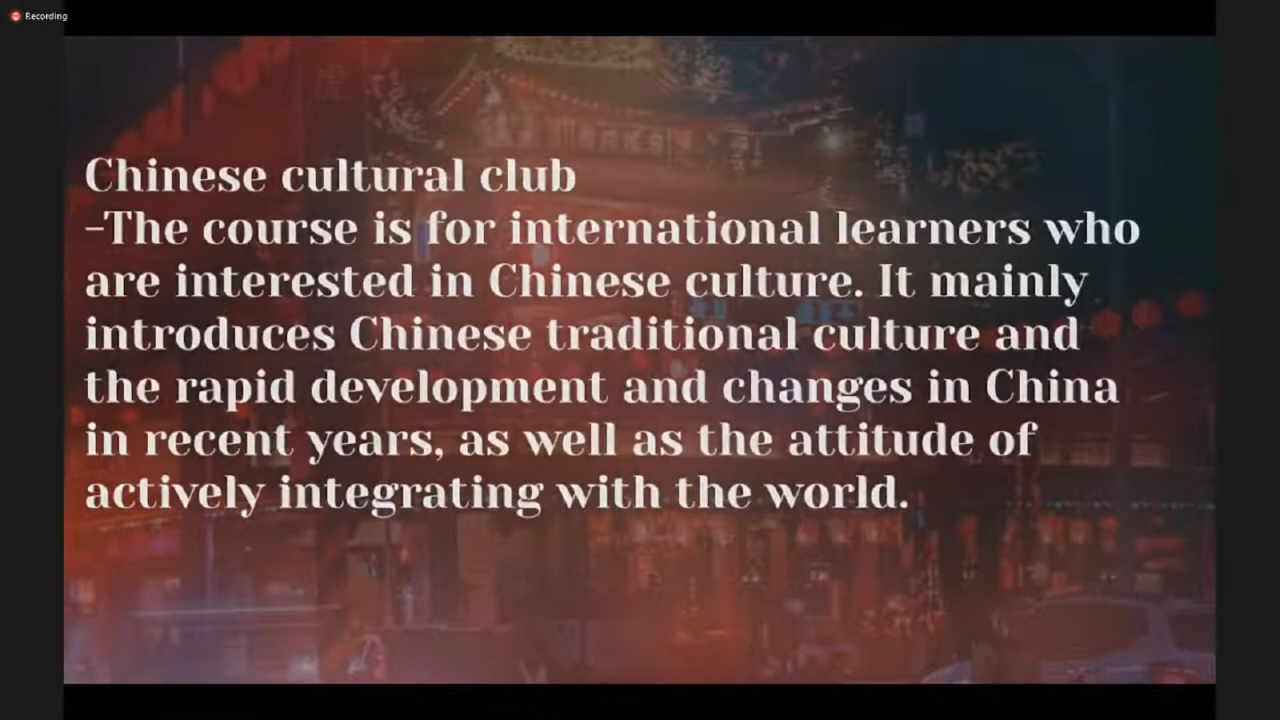 Recording
Chinese cultural club
-The course is for international learners who
are interested in Chinese culture. It mainly
introduces Chinese traditional culture and
the rapid development and changes in China
in recent years, as well as the attitude of
actively integrating with the world.